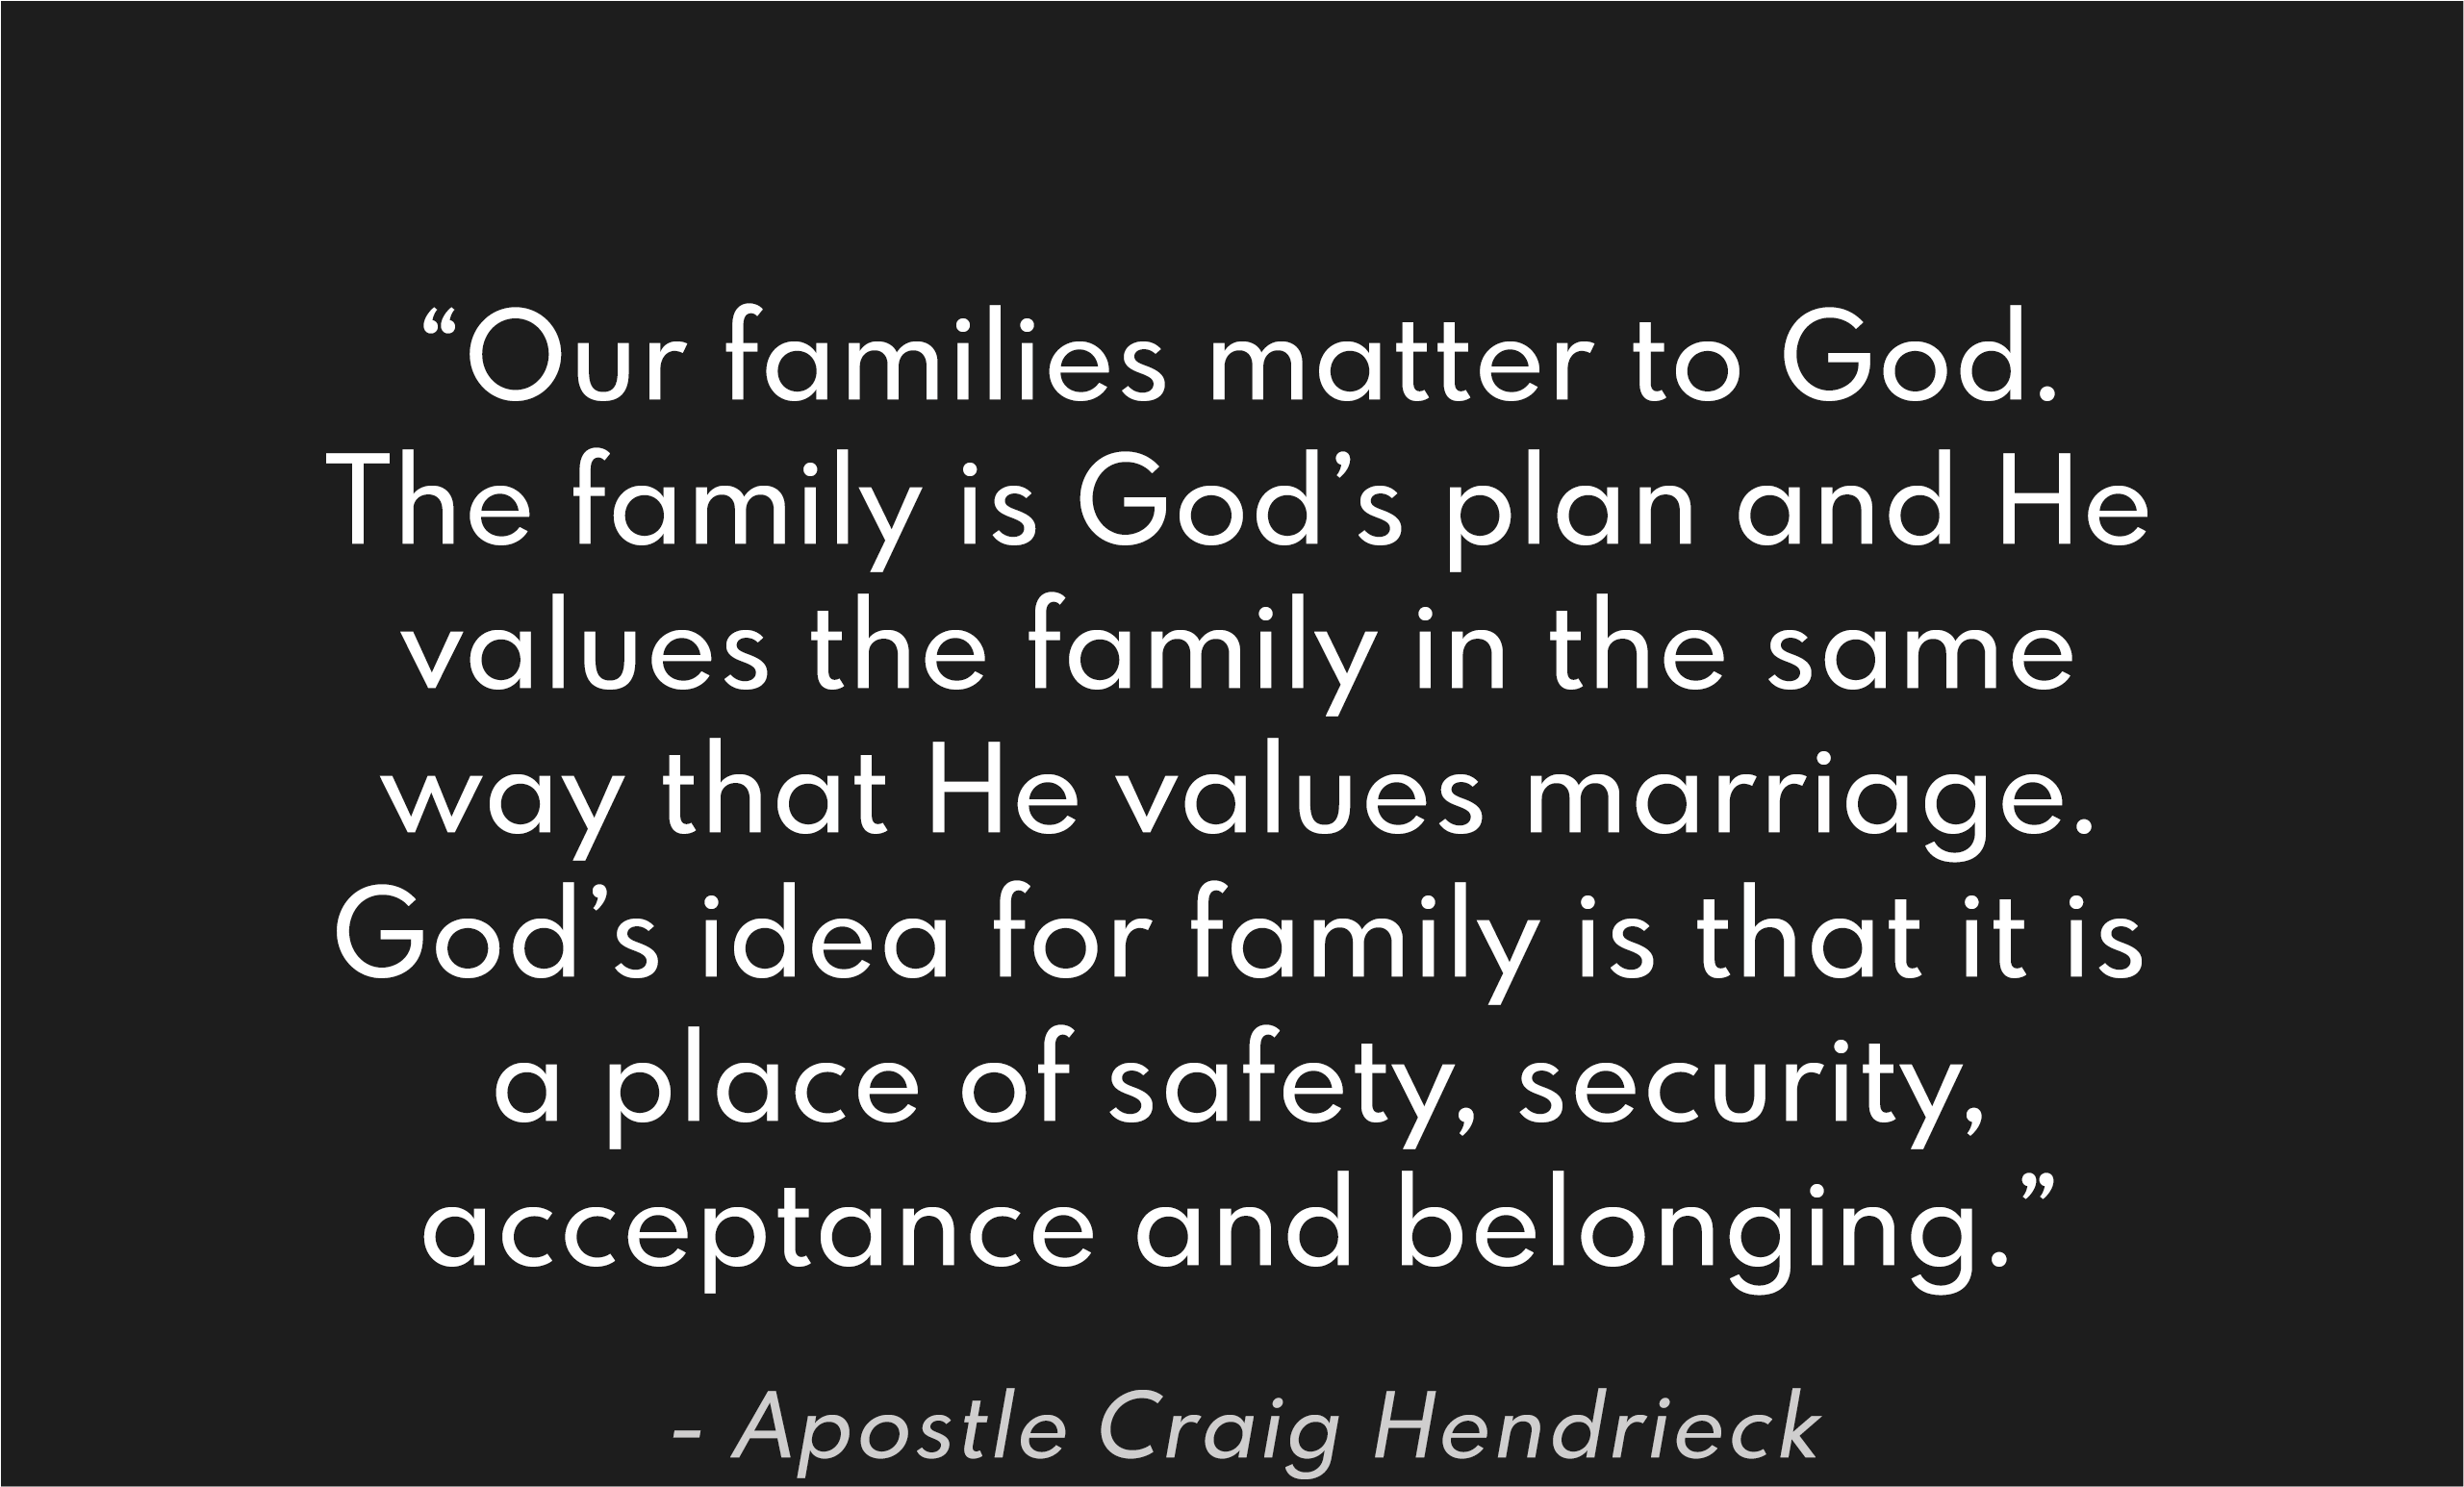 “Our families matter to God.
The family is God’s plan and He
values the family in the same
way that He values marriage.
God’s idea for family is that it is
a place of safety, security,
acceptance and belonging.”
– Apostle Craig Hendrieck